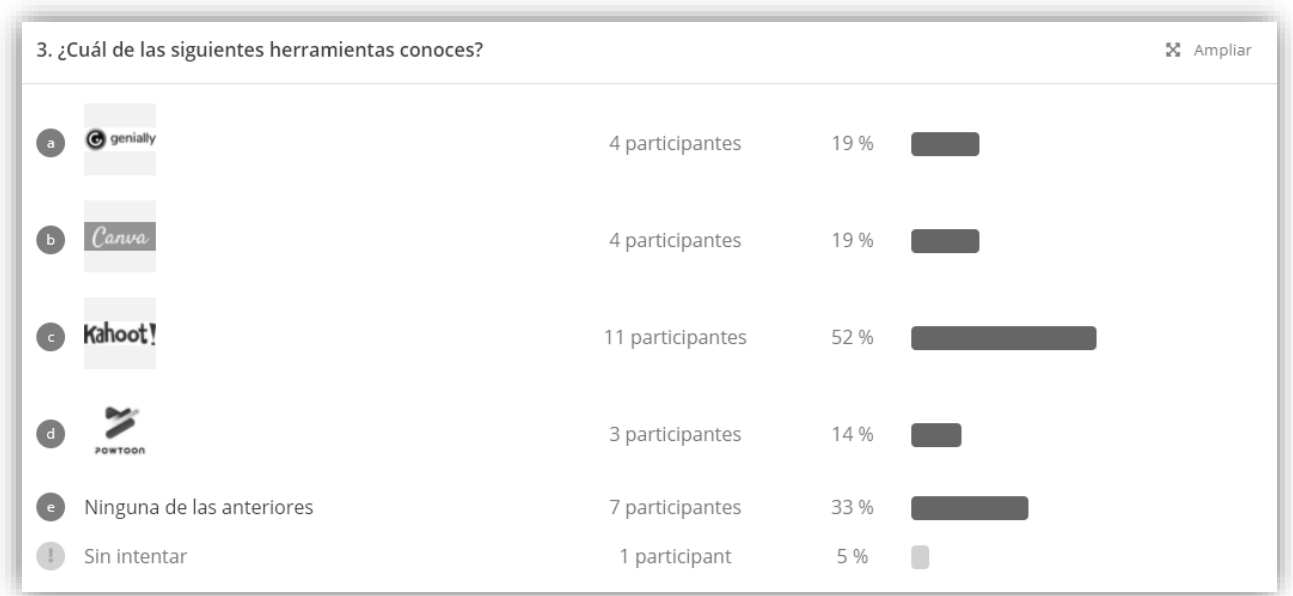 3. ¿Cuál de las siguientes herramientas conoces? Ampliar
a genially 4 participantes 19 %
b Canva 4 participantes 19 %
c Kahoot! 11 participantes 52 %
d POWTOON 3 participantes 14 %
e Ninguna de las anteriores 7 participantes 33 %
! Sin intentar 1 participant 5 %